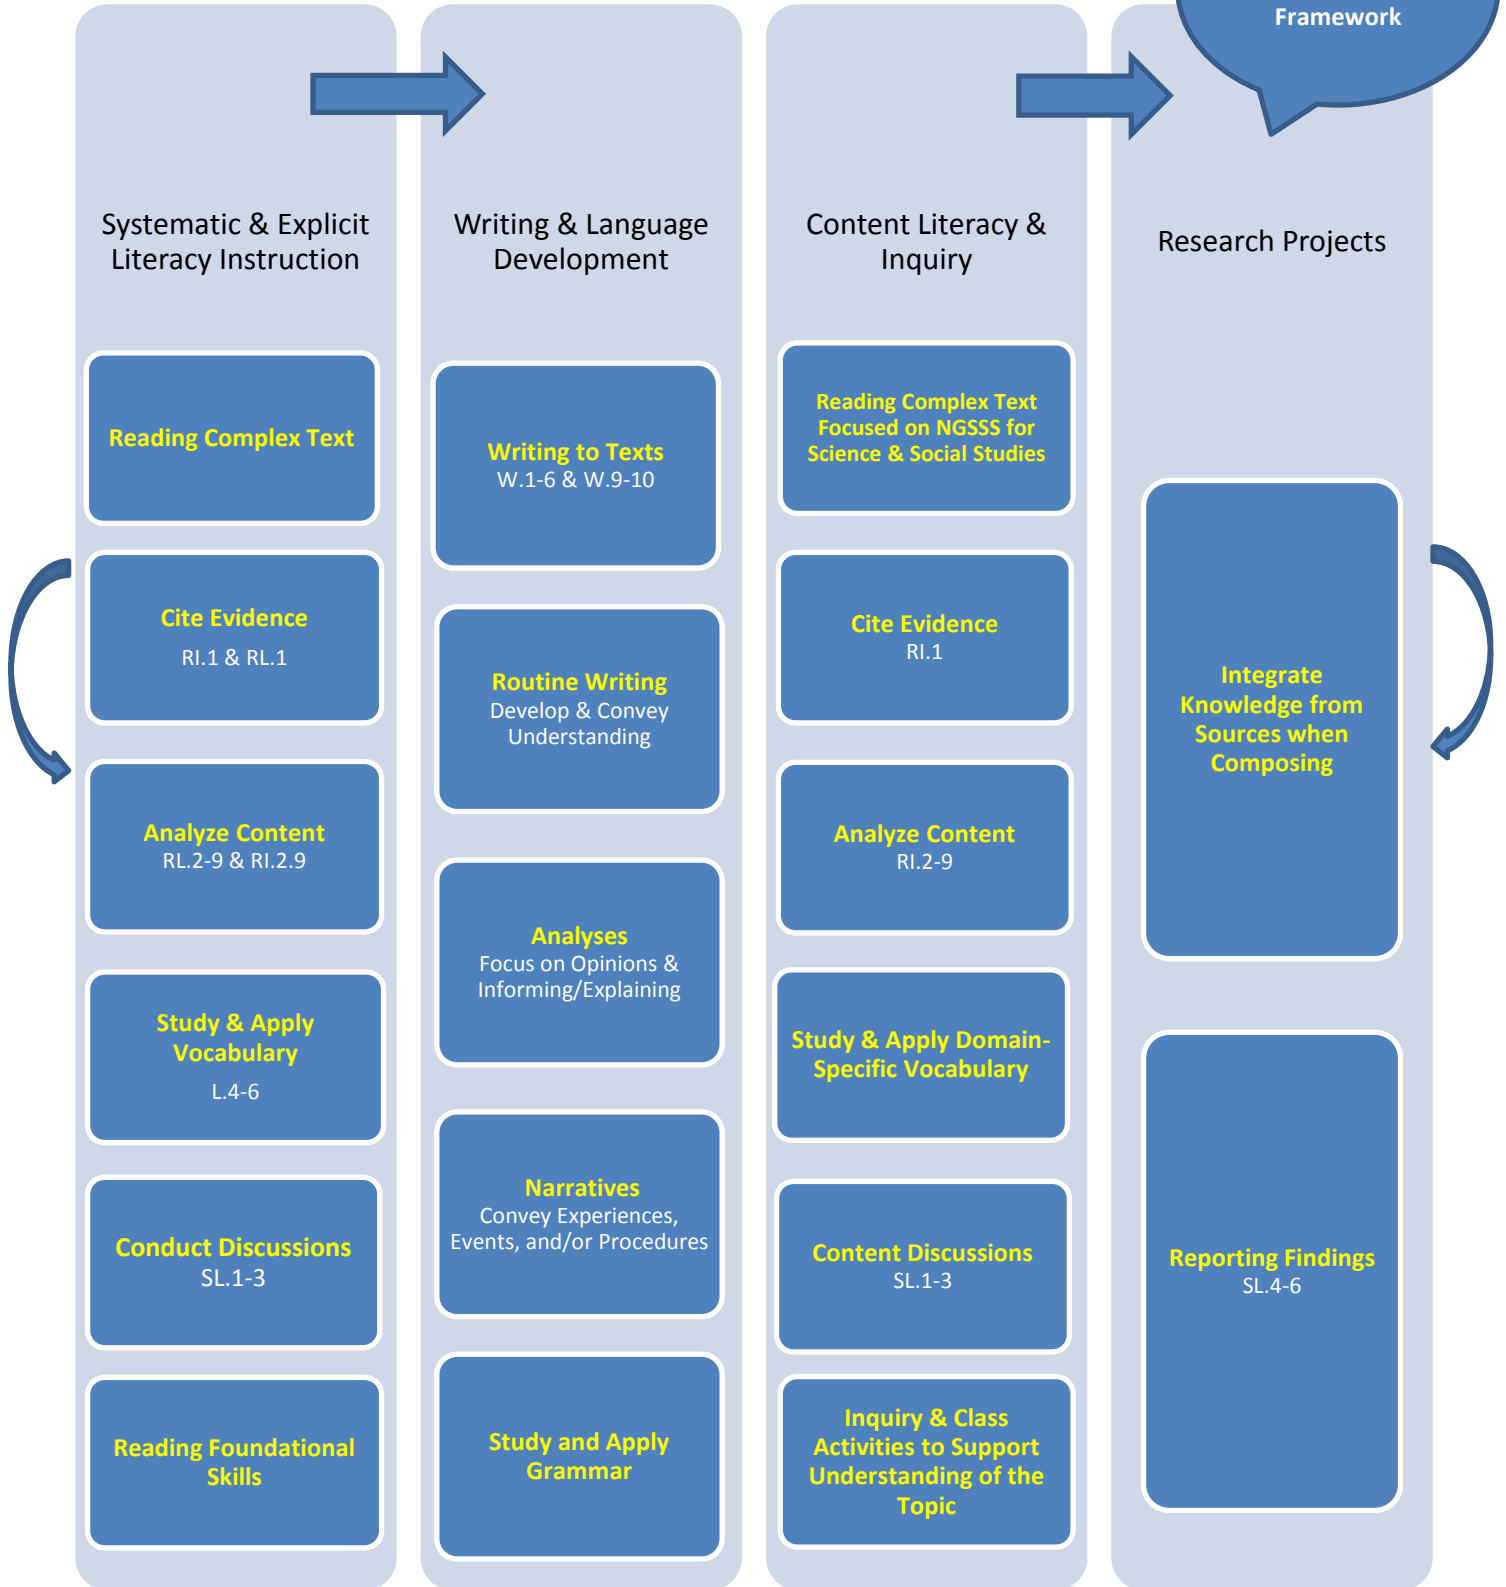 Framework
Systematic & Explicit
Literacy Instruction
Reading Complex Text
Cite Evidence
RI.1 & RL.1
Analyze Content
RL.2-9 & RI.2.9
Study & Apply
Vocabulary
L.4-6
Conduct Discussions
SL.1-3
Reading Foundational
Skills
Writing & Language
Development
Writing to Texts
W.1-6 & W.9-10
Routine Writing
Develop & Convey
Understanding
Analyses
Focus on Opinions &
Informing/Explaining
Narratives
Convey Experiences,
Events, and/or Procedures
Study and Apply
Grammar
Content Literacy &
Inquiry
Reading Complex Text
Focused on NGSSS for
Science & Social Studies
Cite Evidence
RI.1
Analyze Content
RI.2-9
Study & Apply Domain-
Specific Vocabulary
Content Discussions
SL.1-3
Inquiry & Class
Activities to Support
Understanding of the
Topic
Research Projects
Integrate
Knowledge from
Sources when
Composing
Reporting Findings
SL.4-6